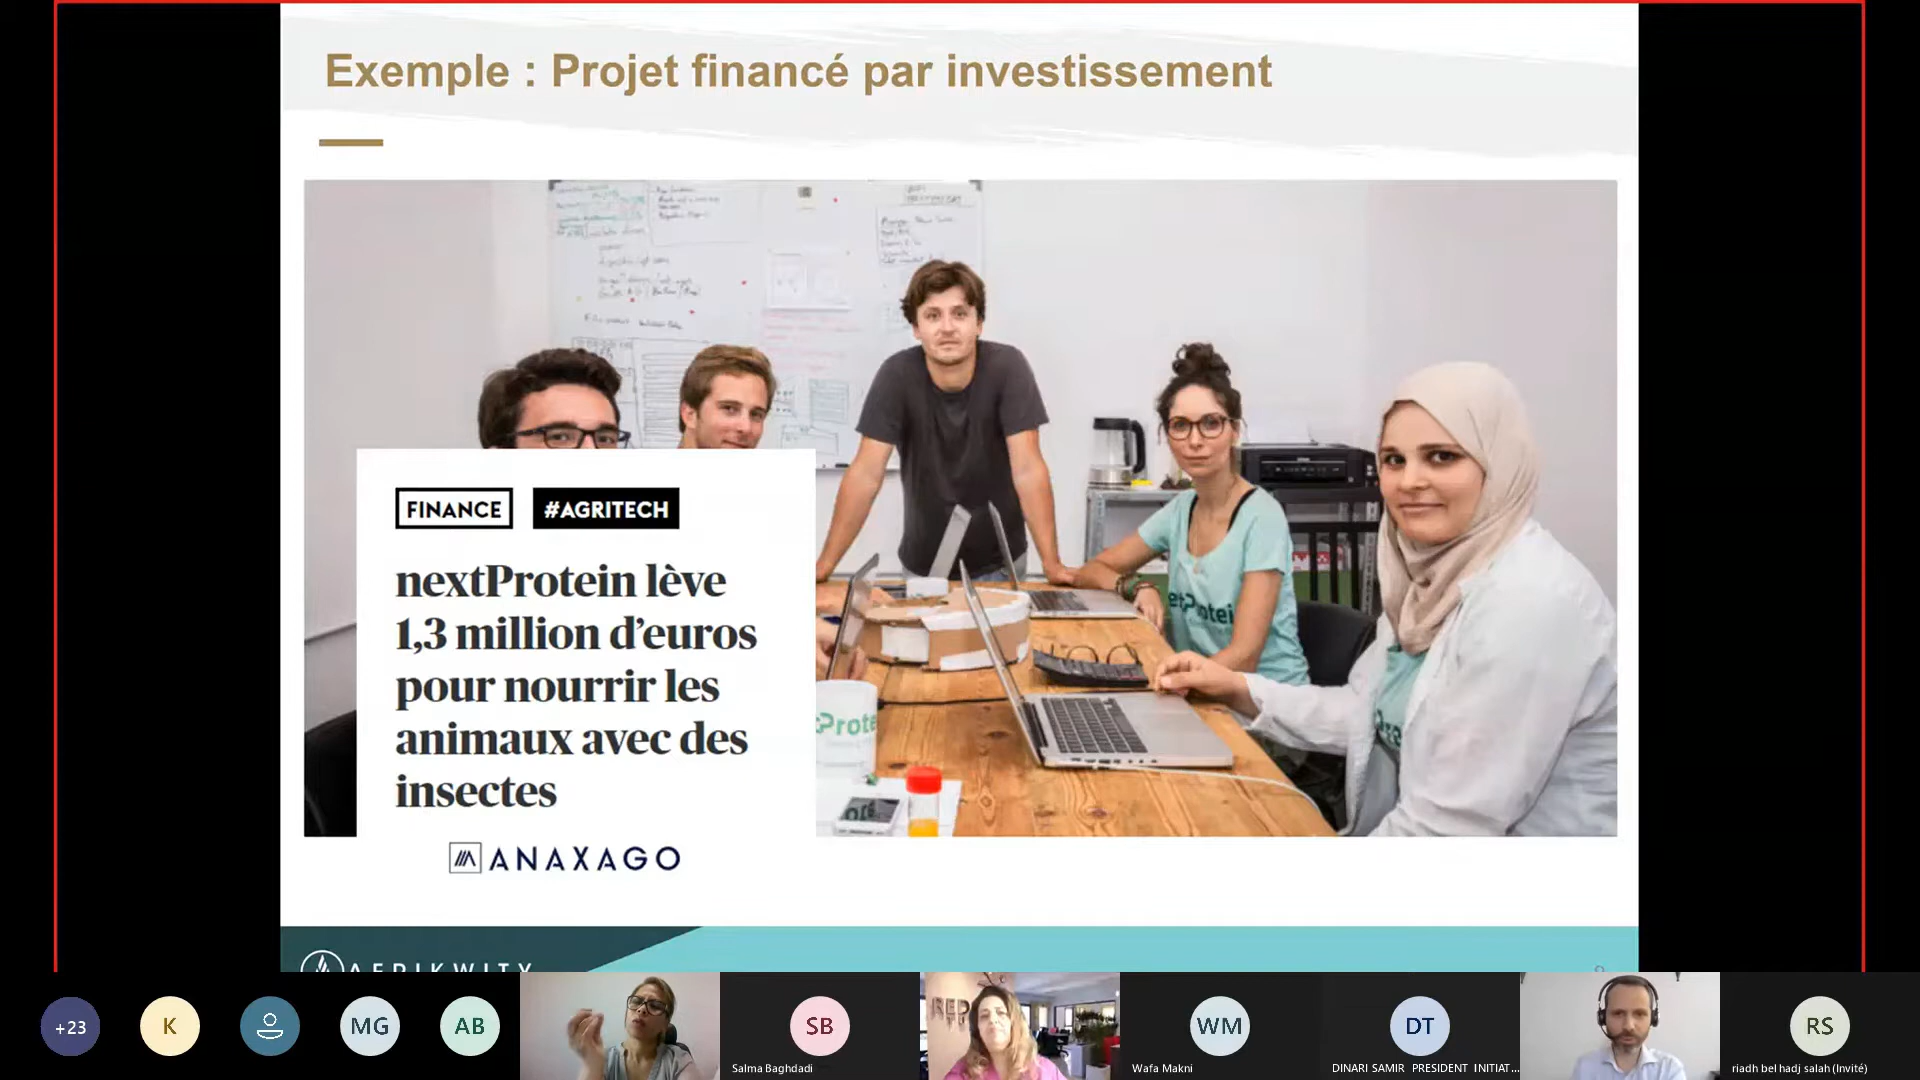 Exemple : Projet financé par investissement
FINANCE
#AGRITECH
nextProtein lève
1,3 million d'euros
pour nourrir les
animaux avec des
insectes
ANAXAGO
AFRIKWITY
+23
K
MG
AB
SB
Salma Baghdadi
WM
Wafa Makni
DT
DINARI SAMIR PRESIDENT INITIAT...
RS
riadh bel hadj salah (Invité)